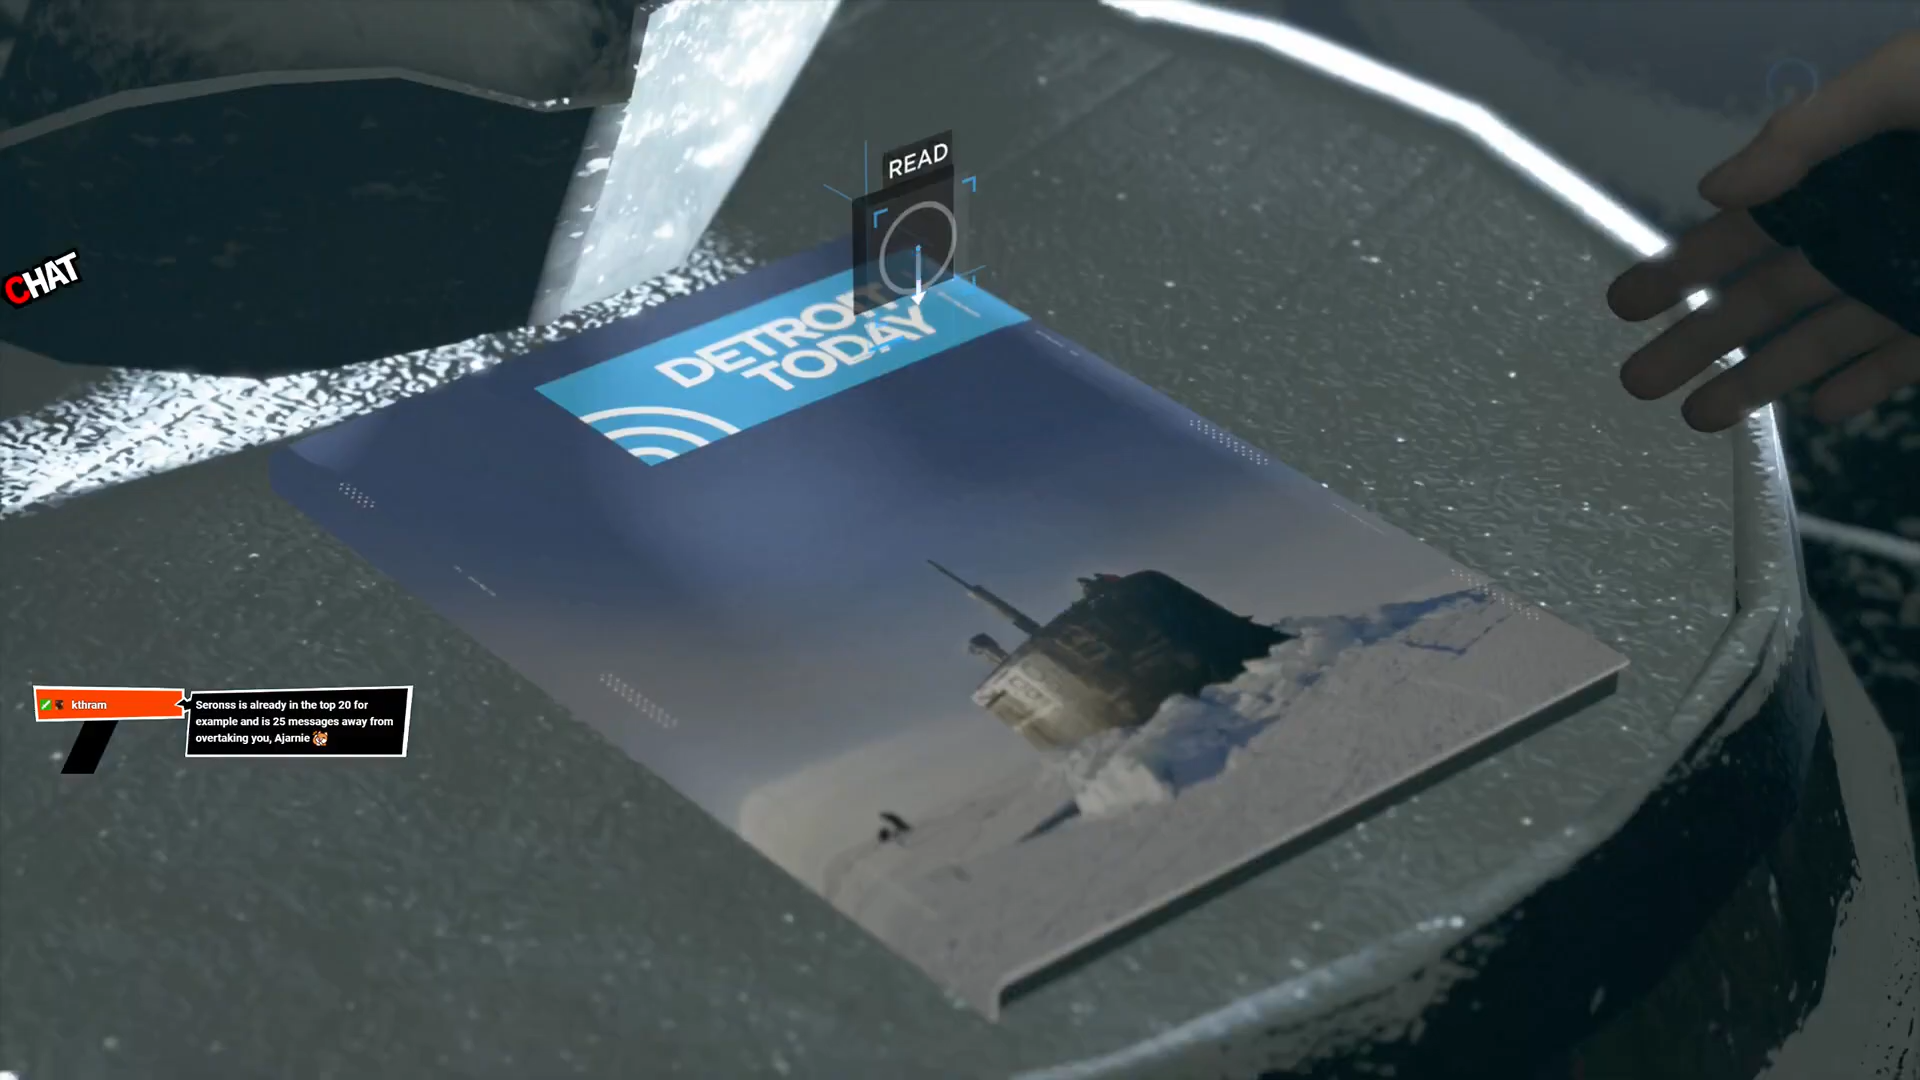 READ
DETROIT
TODAY
CHAT
kthram
Seronss is already in the top 20 for
example and is 25 messages away from
overtaking you, Ajarnie